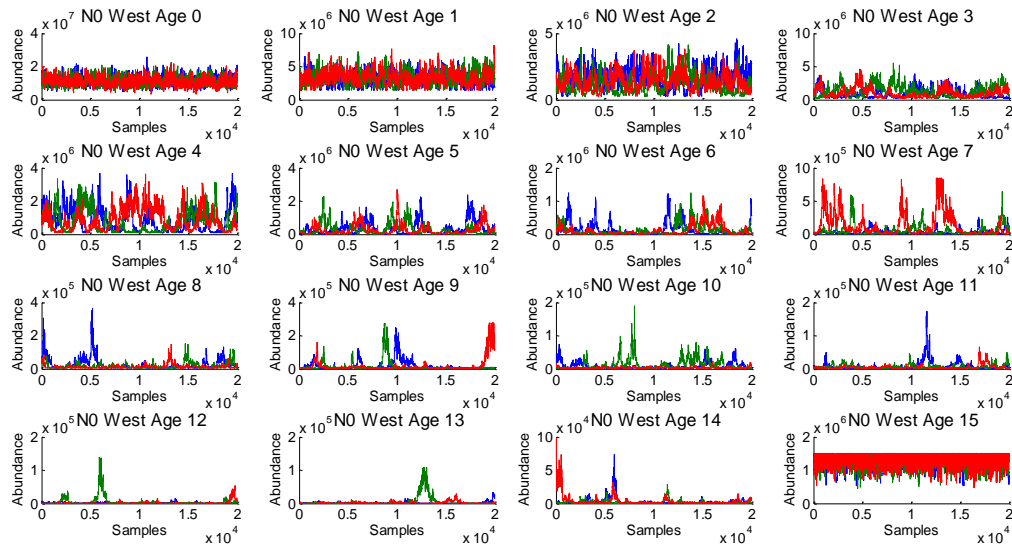 x 10^7 N0 West Age 0
4
2
0
Abundance
0 0.5 1 1.5 2
Samples
x 10^4
x 10^6 N0 West Age 1
10
5
0
Abundance
0 0.5 1 1.5 2
Samples
x 10^4
x 10^6 N0 West Age 2
5
0
Abundance
0 0.5 1 1.5 2
Samples
x 10^4
x 10^6 N0 West Age 3
10
5
0
Abundance
0 0.5 1 1.5 2
Samples
x 10^4
x 10^6 N0 West Age 4
4
2
0
Abundance
0 0.5 1 1.5 2
Samples
x 10^4
x 10^6 N0 West Age 5
4
2
0
Abundance
0 0.5 1 1.5 2
Samples
x 10^4
x 10^6 N0 West Age 6
2
1
0
Abundance
0 0.5 1 1.5 2
Samples
x 10^4
x 10^5 N0 West Age 7
10
5
0
Abundance
0 0.5 1 1.5 2
Samples
x 10^4
x 10^5 N0 West Age 8
4
2
0
Abundance
0 0.5 1 1.5 2
Samples
x 10^4
x 10^5 N0 West Age 9
4
2
0
Abundance
0 0.5 1 1.5 2
Samples
x 10^4
x 10^5 N0 West Age 10
2
1
0
Abundance
0 0.5 1 1.5 2
Samples
x 10^4
x 10^5 N0 West Age 11
2
1
0
Abundance
0 0.5 1 1.5 2
Samples
x 10^4
x 10^5 N0 West Age 12
2
1
0
Abundance
0 0.5 1 1.5 2
Samples
x 10^4
x 10^5 N0 West Age 13
2
1
0
Abundance
0 0.5 1 1.5 2
Samples
x 10^4
x 10^4 N0 West Age 14
10
5
0
Abundance
0 0.5 1 1.5 2
Samples
x 10^4
x 10^6 N0 West Age 15
2
1
0
Abundance
0 0.5 1 1.5 2
Samples
x 10^4